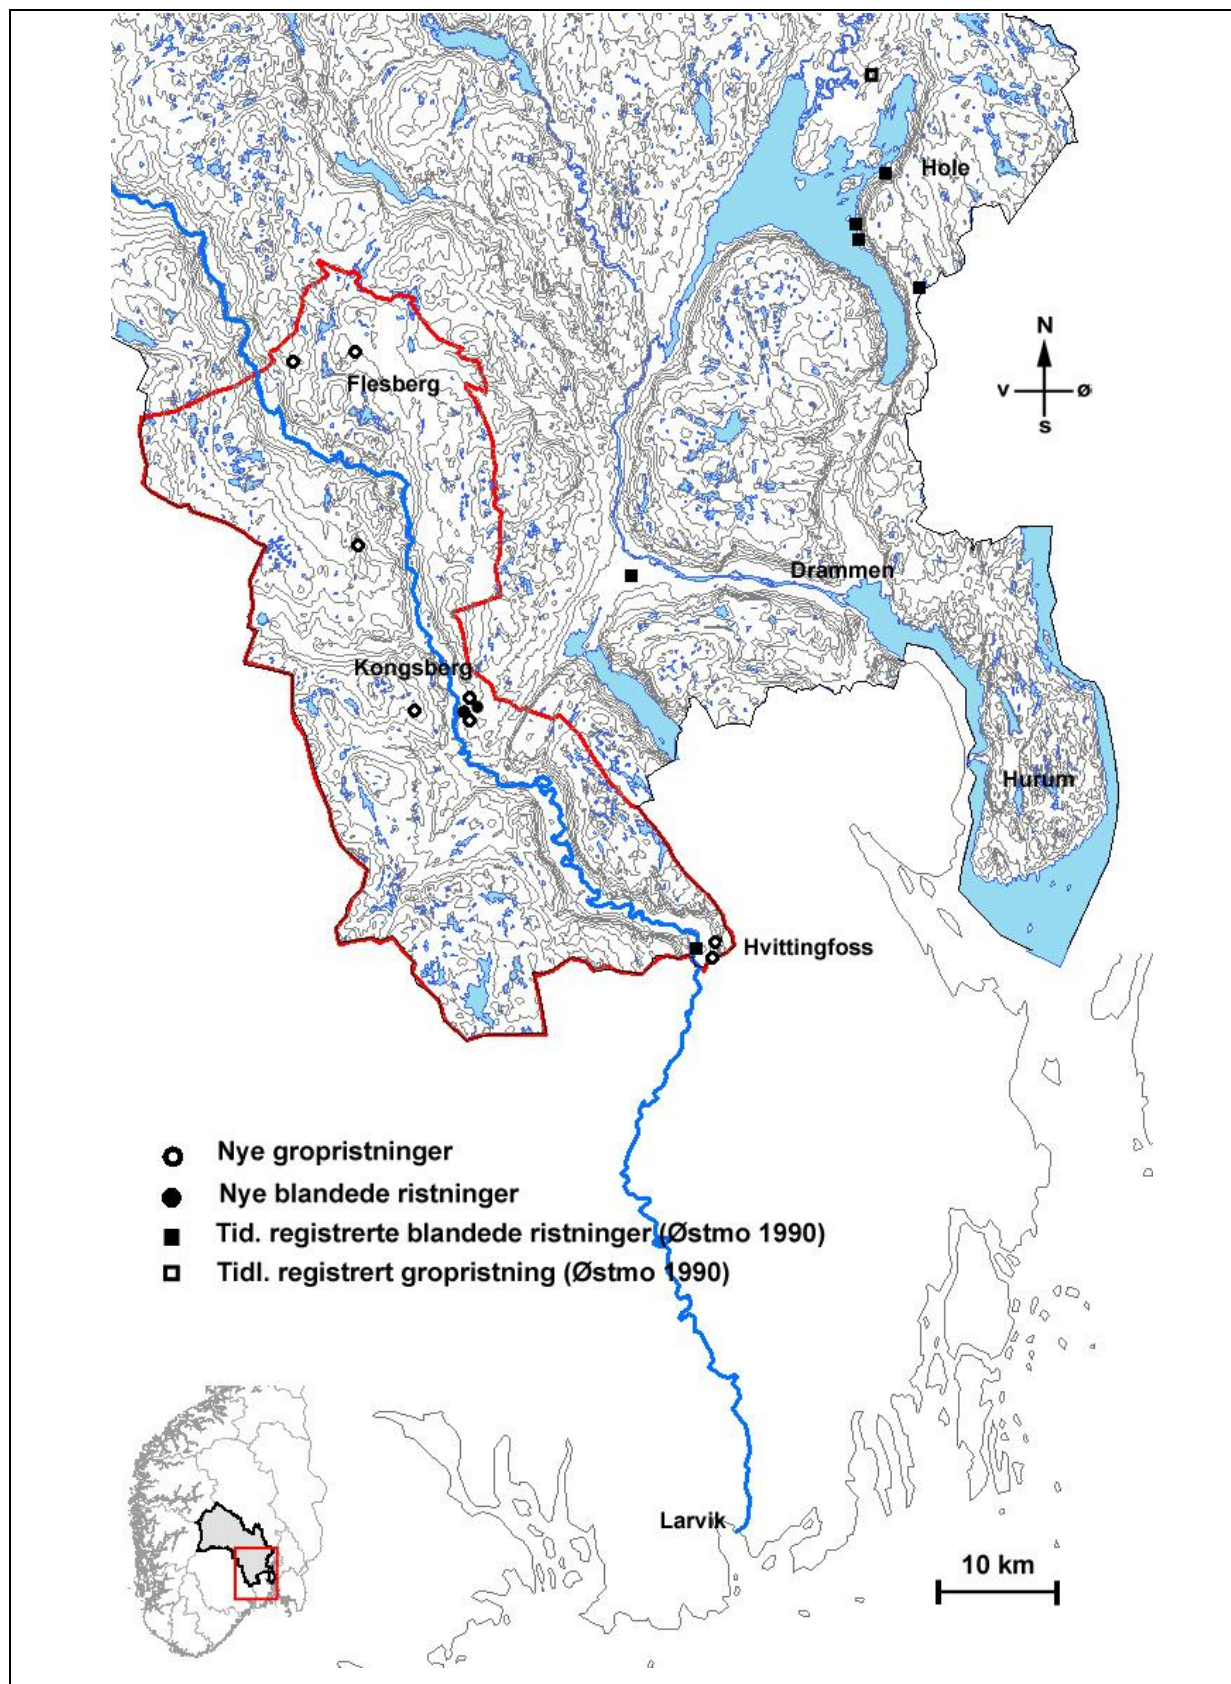 Hole
N
V
Ø
S
Flesberg
Drammen
Kongsberg
Hurum
Hvittingfoss
Nye gropristninger
Nye blandede ristninger
Tid. registrerte blandede ristninger (Østmo 1990)
Tidl. registrert gropristning (Østmo 1990)
Larvik
10 km